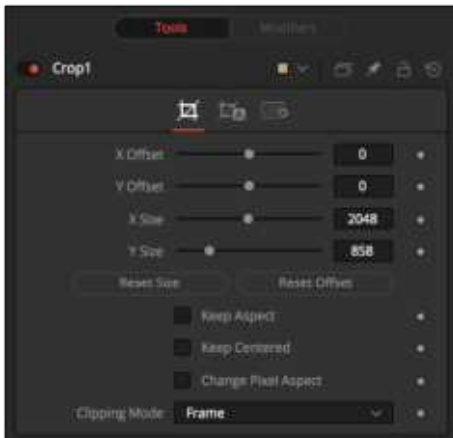 Tools Modifiers
Crop1
X Offset 0
Y Offset 0
X Size 2048
Y Size 858
Reset Size Reset Offset
Keep Aspect
Keep Centered
Change Pixel Aspect
Clipping Mode Frame